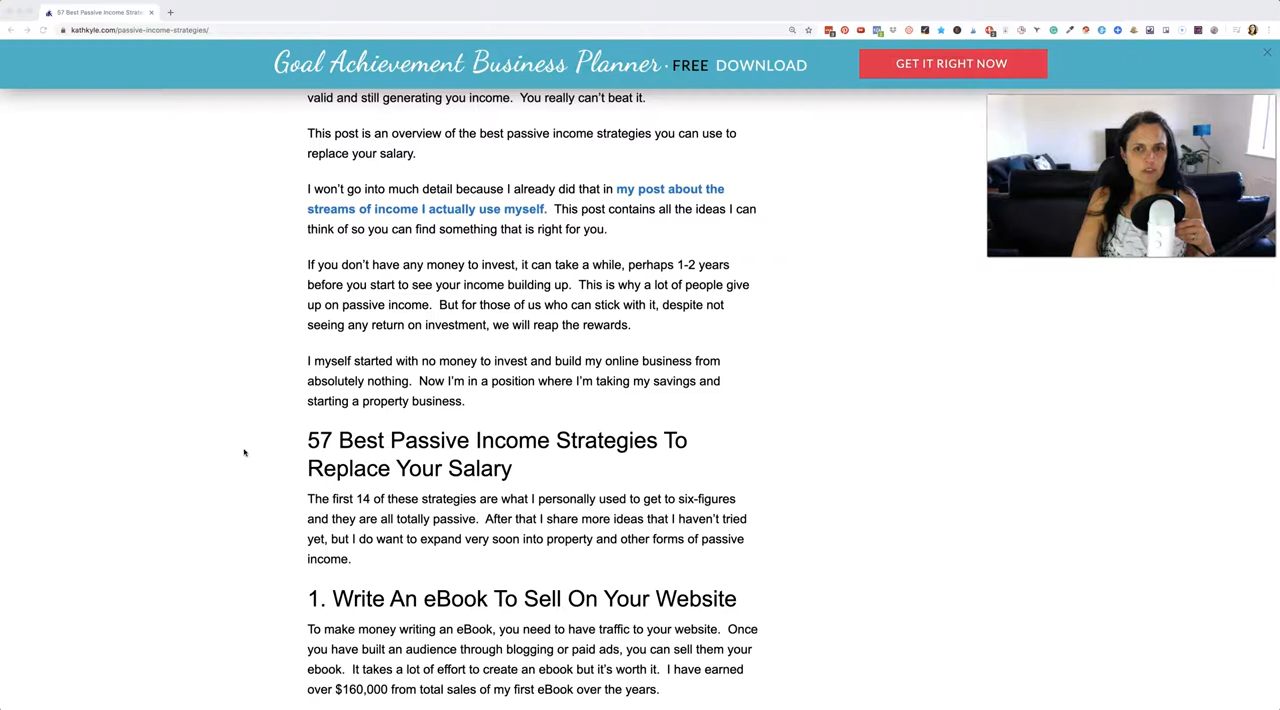 57 Best Passive Income Strate
kathkyle.com/passive-income-strategies/
Goal Achievement Business Planner · FREE DOWNLOAD
GET IT RIGHT NOW
valid and still generating you income.  You really can't beat it.
This post is an overview of the best passive income strategies you can use to
replace your salary.
I won't go into much detail because I already did that in my post about the
streams of income I actually use myself.  This post contains all the ideas I can
think of so you can find something that is right for you.
If you don't have any money to invest, it can take a while, perhaps 1-2 years
before you start to see your income building up.  This is why a lot of people give
up on passive income.  But for those of us who can stick with it, despite not
seeing any return on investment, we will reap the rewards.
I myself started with no money to invest and build my online business from
absolutely nothing.  Now I'm in a position where I'm taking my savings and
starting a property business.
57 Best Passive Income Strategies To
Replace Your Salary
The first 14 of these strategies are what I personally used to get to six-figures
and they are all totally passive.  After that I share more ideas that I haven't tried
yet, but I do want to expand very soon into property and other forms of passive
income.
1. Write An eBook To Sell On Your Website
To make money writing an eBook, you need to have traffic to your website.  Once
you have built an audience through blogging or paid ads, you can sell them your
ebook.  It takes a lot of effort to create an ebook but it's worth it.  I have earned
over $160,000 from total sales of my first eBook over the years.